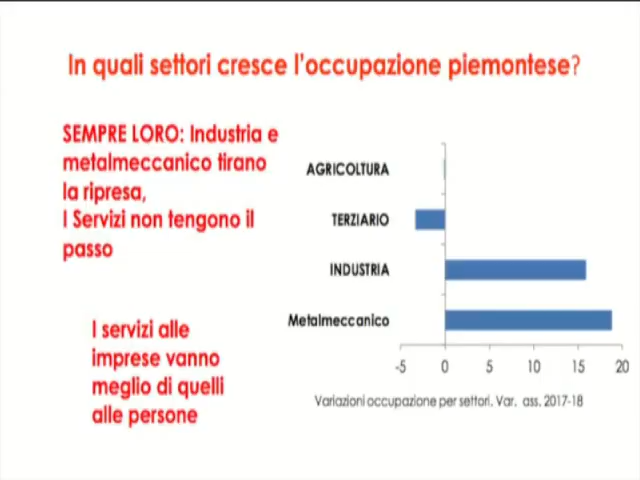 In quali settori cresce l'occupazione piemontese?
SEMPRE LORO: Industria e
metalmeccanico tirano
la ripresa,
I Servizi non tengono il
passo
I servizi alle
imprese vanno
meglio di quelli
alle persone
AGRICOLTURA
TERZIARIO
INDUSTRIA
Metalmeccanico
-5 0 5 10 15 20
Variazioni occupazione per settori. Var. ass. 2017-18